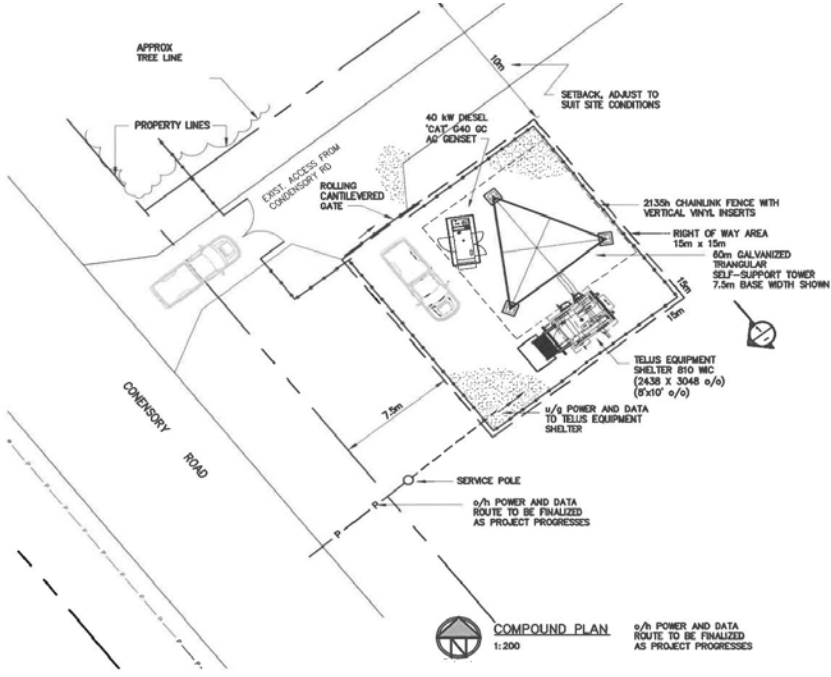 APPROX
TREE LINE
PROPERTY LINES
10m
SETBACK, ADJUST TO
SUIT SITE CONDITIONS
40 kW DIESEL
'CAT' G40 GC
AC GENSET
EXIST. ACCESS FROM
CONDENSORY RD
ROLLING
CANTILEVERED
GATE
2135h CHAINLINK FENCE WITH
VERTICAL VINYL INSERTS
RIGHT OF WAY AREA
15m x 15m
60m GALVANIZED
TRIANGULAR
SELF-SUPPORT TOWER
7.5m BASE WIDTH SHOWN
15m
15m
TELUS EQUIPMENT
SHELTER 810 WIC
(2438 X 3048 o/o)
(8'x10' o/o)
7.5m
u/g POWER AND DATA
TO TELUS EQUIPMENT
SHELTER
CONENSORY ROAD
SERVICE POLE
P
P
o/h POWER AND DATA
ROUTE TO BE FINALIZED
AS PROJECT PROGRESSES
N
COMPOUND PLAN
1:200
o/h POWER AND DATA
ROUTE TO BE FINALIZED
AS PROJECT PROGRESSES